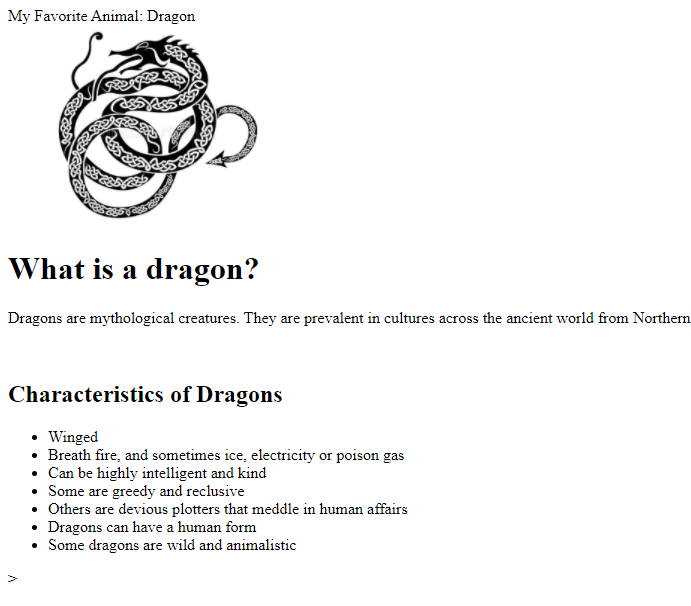 My Favorite Animal: Dragon
What is a dragon?
Dragons are mythological creatures. They are prevalent in cultures across the ancient world from Northern
Characteristics of Dragons
• Winged
• Breath fire, and sometimes ice, electricity or poison gas
• Can be highly intelligent and kind
• Some are greedy and reclusive
• Others are devious plotters that meddle in human affairs
• Dragons can have a human form
• Some dragons are wild and animalistic
>